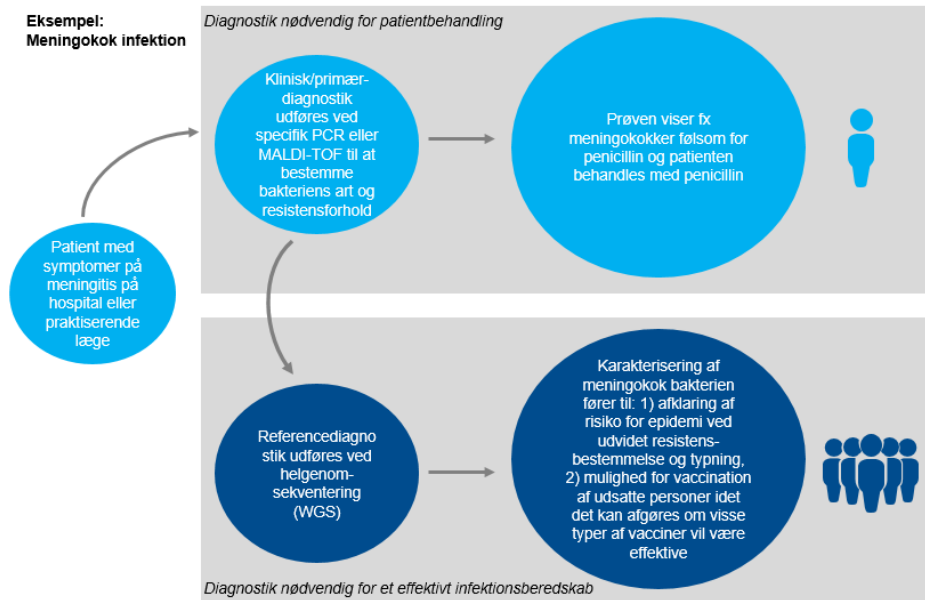 Eksempel:
Meningokok infektion
Diagnostik nødvendig for patientbehandling
Klinisk/primær-
diagnostik
udføres ved
specifik PCR eller
MALDI-TOF til at
bestemme
bakteriens art og
resistensforhold
Prøven viser fx
meningokokker følsom for
penicillin og patienten
behandles med penicillin
Patient med
symptomer på
meningitis på
hospital eller
praktiserende
læge
Referencediagno
stik udføres ved
helgenom-
sekventering
(WGS)
Karakterisering af
meningokok bakterien
fører til: 1) afklaring af
risiko for epidemi ved
udvidet resistens-
bestemmelse og typning,
2) mulighed for vaccination
af udsatte personer idet
det kan afgøres om visse
typer af vacciner vil være
effektive
Diagnostik nødvendig for et effektivt infektionsberedskab